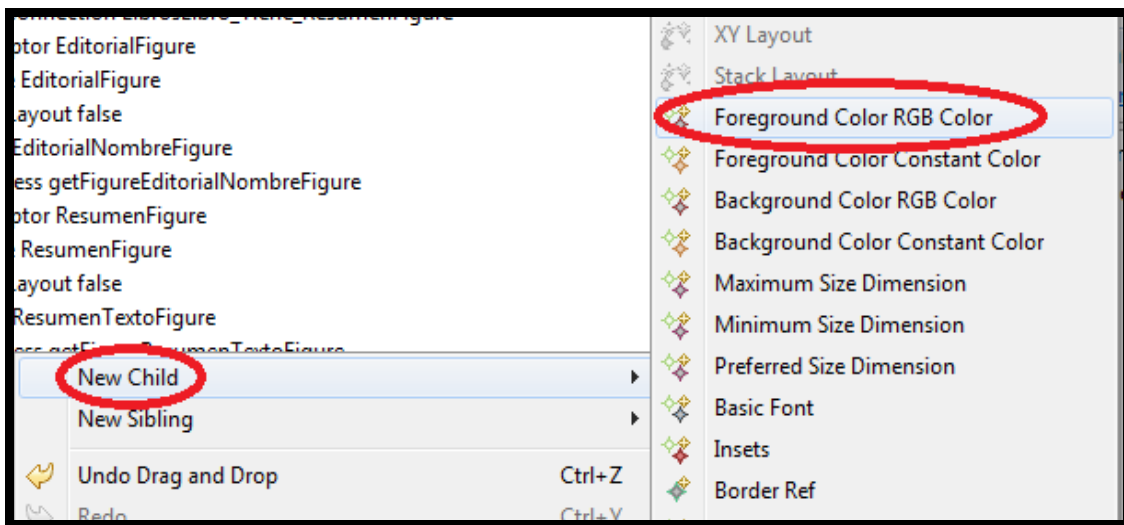 ptor EditorialFigure
EditorialFigure
ayout false
EditorialNombreFigure
ess getFigureEditorialNombreFigure
ptor ResumenFigure
ResumenFigure
ayout false
ResumenTextoFigure
New Child
New Sibling
Undo Drag and Drop Ctrl+Z
Redo Ctrl+Y
XY Layout
Stack Layout
Foreground Color RGB Color
Foreground Color Constant Color
Background Color RGB Color
Background Color Constant Color
Maximum Size Dimension
Minimum Size Dimension
Preferred Size Dimension
Basic Font
Insets
Border Ref